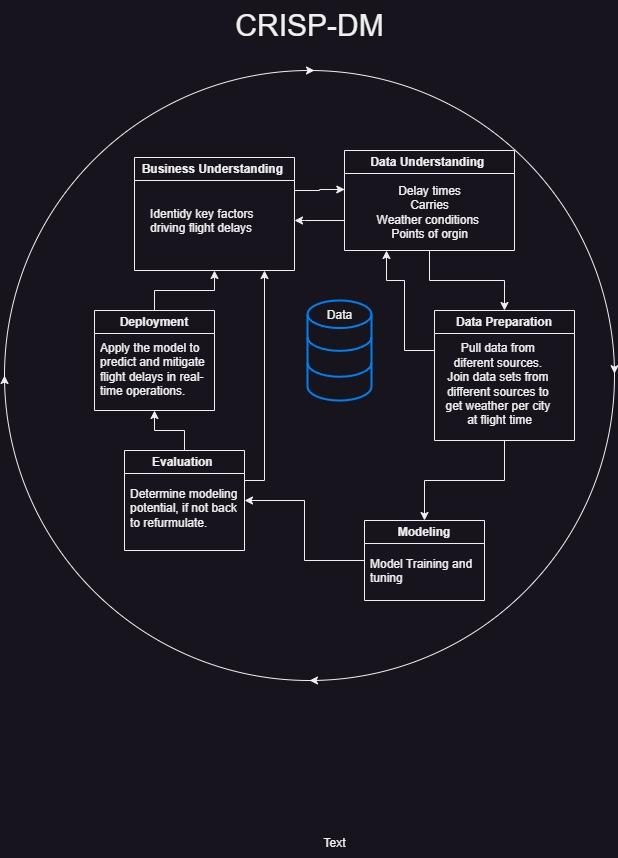 CRISP-DM
Business Understanding
Identidy key factors
driving flight delays
Data Understanding
Delay times
Carries
Weather conditions
Points of orgin
Data
Deployment
Apply the model to
predict and mitigate
flight delays in real-
time operations.
Data Preparation
Pull data from
diferent sources.
Join data sets from
different sources to
get weather per city
at flight time
Evaluation
Determine modeling
potential, if not back
to refurmulate.
Modeling
Model Training and
tuning
Text